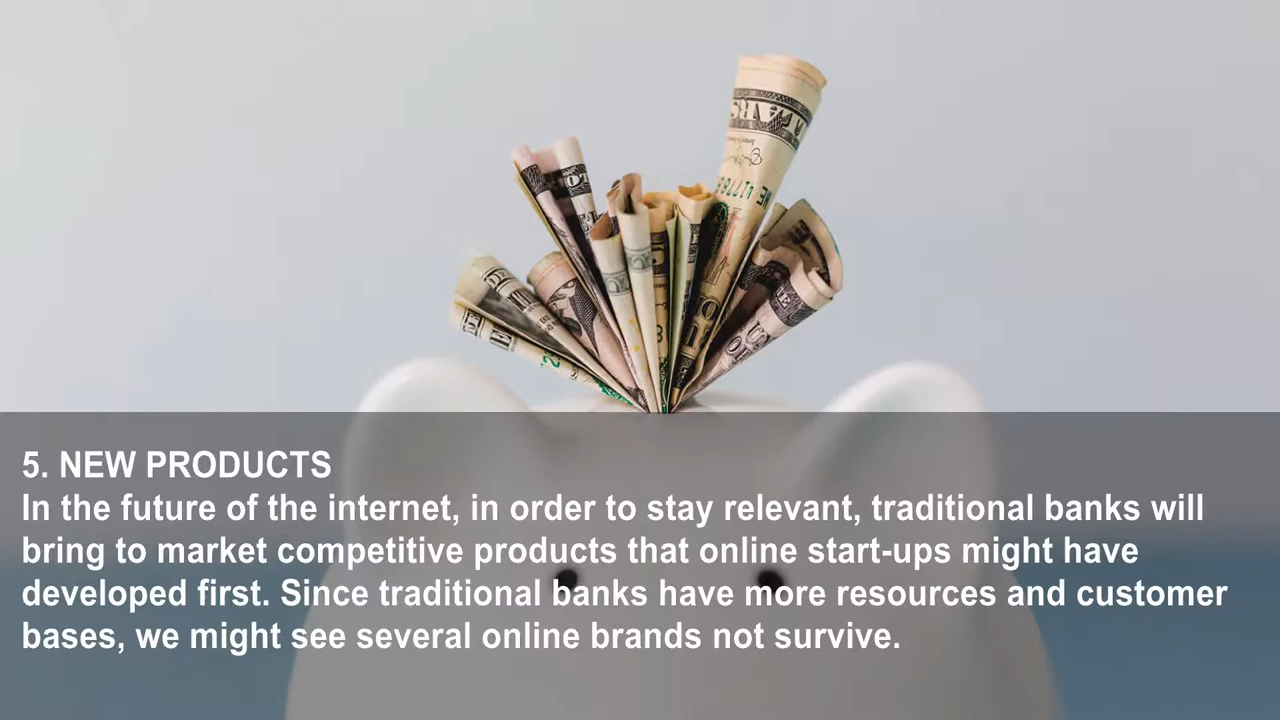 5. NEW PRODUCTS
In the future of the internet, in order to stay relevant, traditional banks will
bring to market competitive products that online start-ups might have
developed first. Since traditional banks have more resources and customer
bases, we might see several online brands not survive.